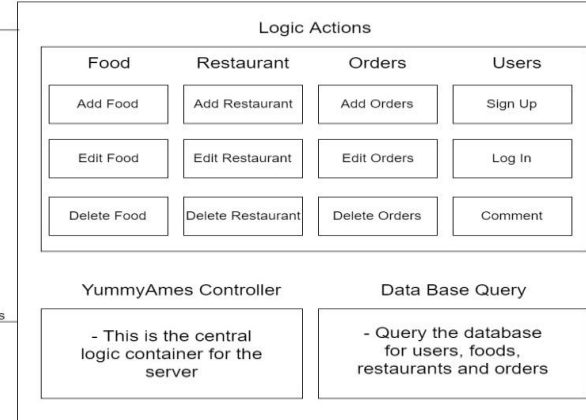 Logic Actions
Food Restaurant Orders Users
Add Food Add Restaurant Add Orders Sign Up
Edit Food Edit Restaurant Edit Orders Log In
Delete Food Delete Restaurant Delete Orders Comment
YummyAmes Controller Data Base Query
- This is the central
logic container for the
server
- Query the database
for users, foods,
restaurants and orders